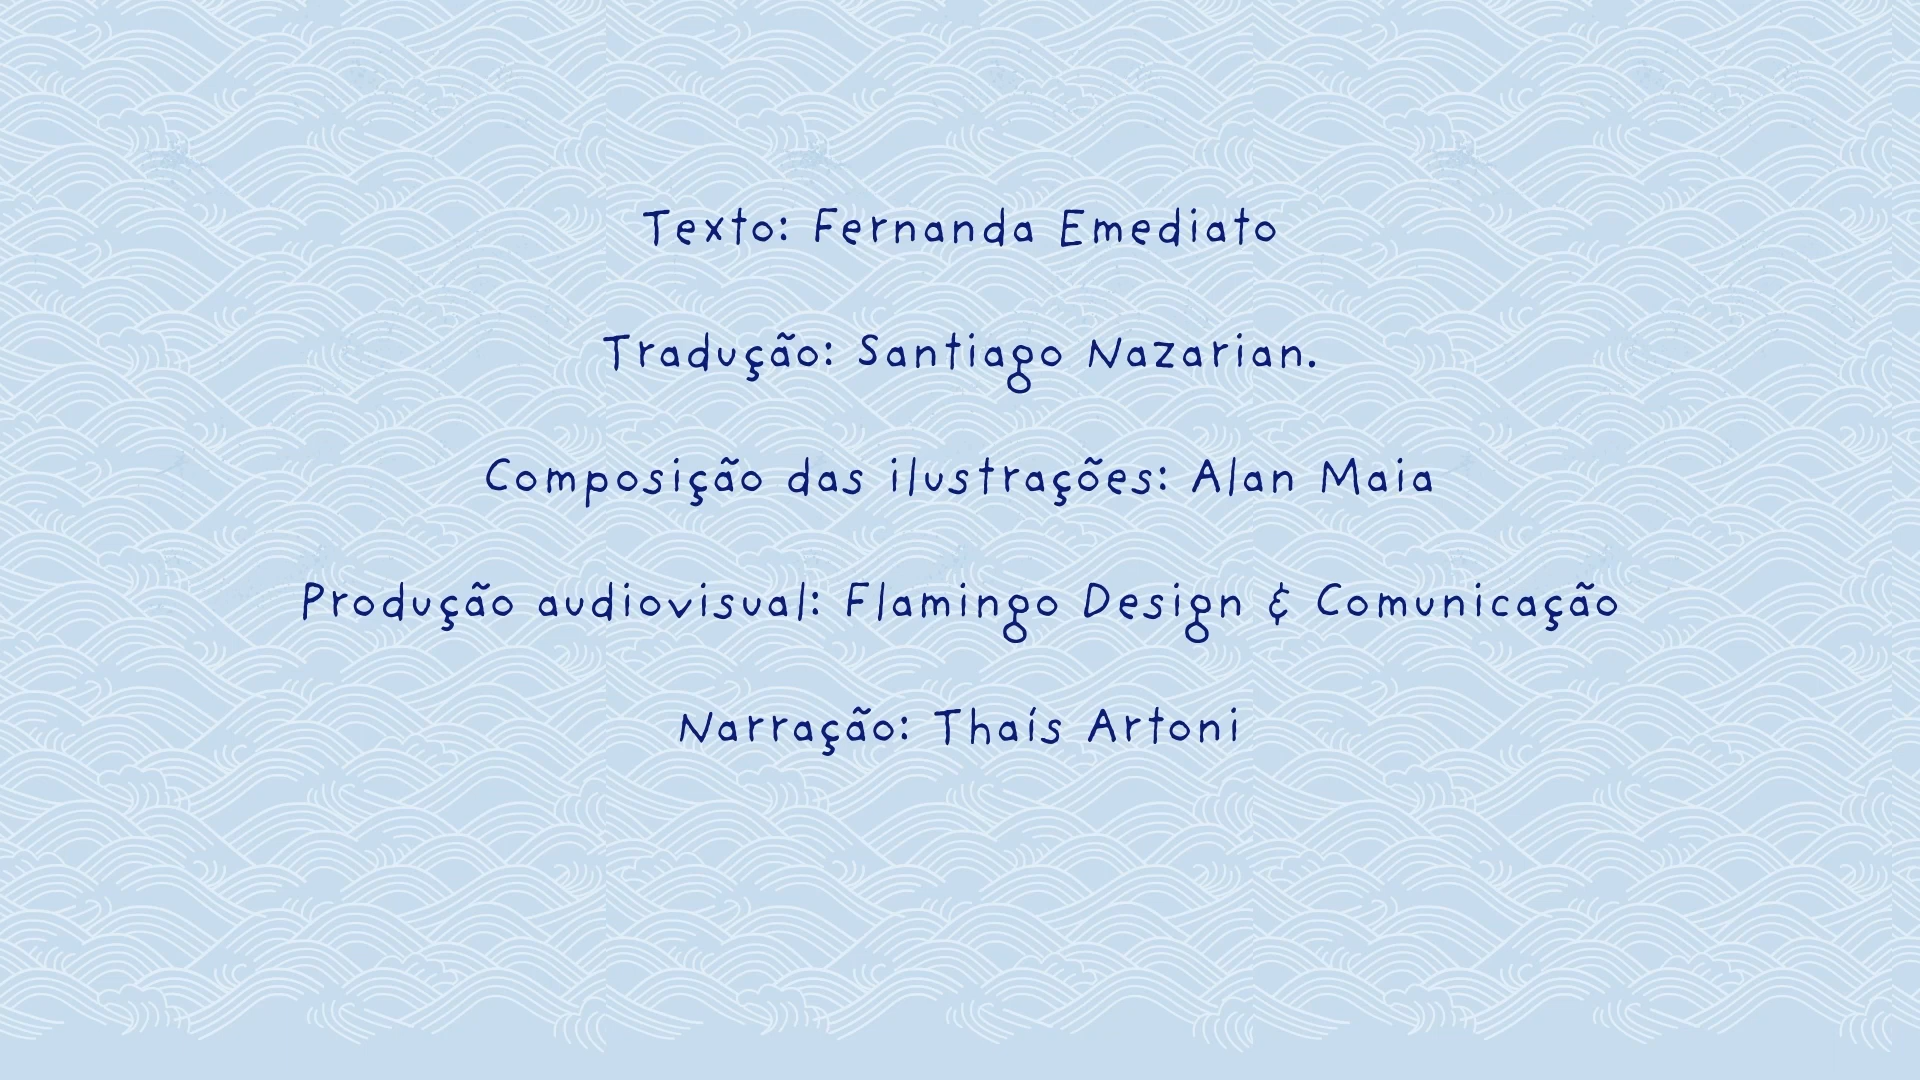 Texto: Fernanda Emediato
Tradução: Santiago Nazarian.
Composição das ilustrações: Alan Maia
Produção audiovisual: Flamingo Design & Comunicação
Narração: Thaís Artoni